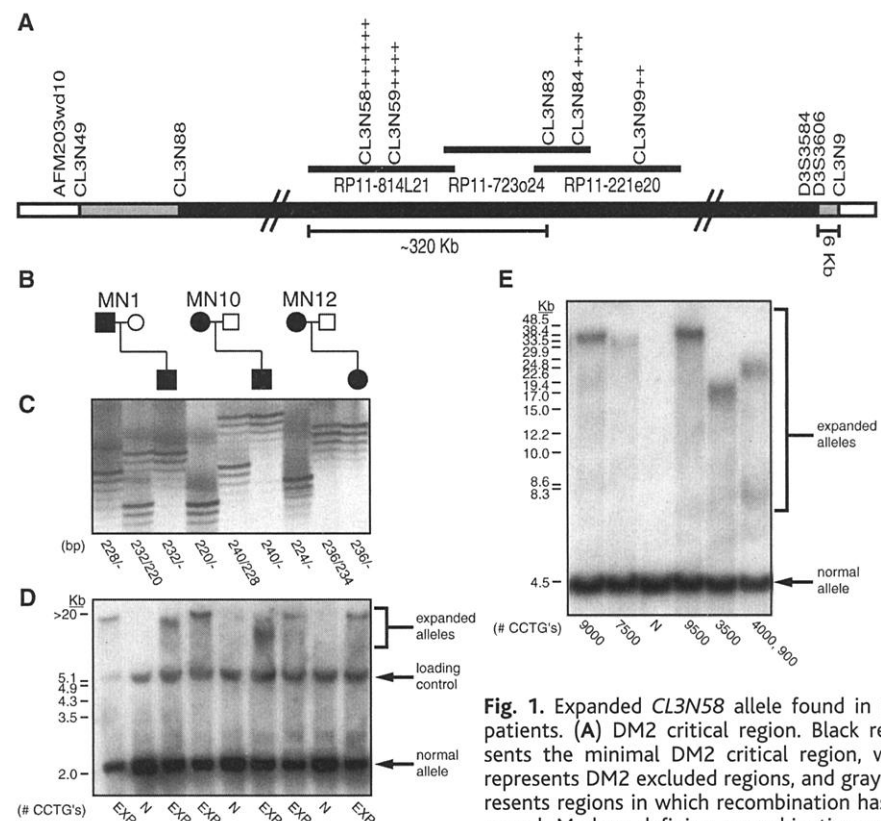 A
AFM203wd10
CL3N49
CL3N88
CL3N58++++++
CL3N59++++
CL3N83
CL3N84+++
CL3N99++
D3S3584
D3S3606
CL3N9
RP11-814L21
RP11-723o24
RP11-221e20
~320 Kb
6 Kb
B
MN1
MN10
MN12
C
(bp)
228/-
232/220
232/-
220/-
240/228
240/-
224/-
236/234
236/-
D
Kb
>20
5.1
4.9
4.3
3.5
2.0
expanded alleles
loading control
normal allele
(# CCTG's)
EXP
N
EXP
EXP
N
EXP
EXP
N
EXP
E
Kb
48.5
38.4
33.5
29.9
24.8
22.6
19.4
17.0
15.0
12.2
10.0
8.6
8.3
4.5
expanded alleles
normal allele
(# CCTG's)
9000
7500
N
9500
3500
4000, 900
Fig. 1. Expanded CL3N58 allele found in
patients. (A) DM2 critical region. Black re
sents the minimal DM2 critical region, v
represents DM2 excluded regions, and gray
resents regions in which recombination has